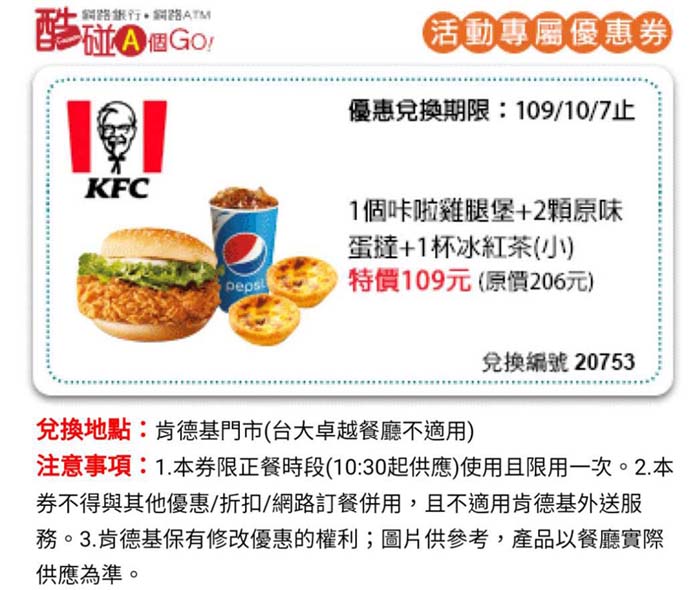 酷碰A個GO!
網路銀行•網路ATM
活動專屬優惠券
優惠兌換期限：109/10/7止
KFC
1個咔啦雞腿堡+2顆原味
蛋撻+1杯冰紅茶(小)
pepsi
特價109元 (原價206元)
兌換編號 20753
兌換地點：肯德基門市(台大卓越餐廳不適用)
注意事項：1.本券限正餐時段(10:30起供應)使用且限用一次。2.本
券不得與其他優惠/折扣/網路訂餐併用，且不適用肯德基外送服
務。3.肯德基保有修改優惠的權利；圖片供參考，產品以餐廳實際
供應為準。